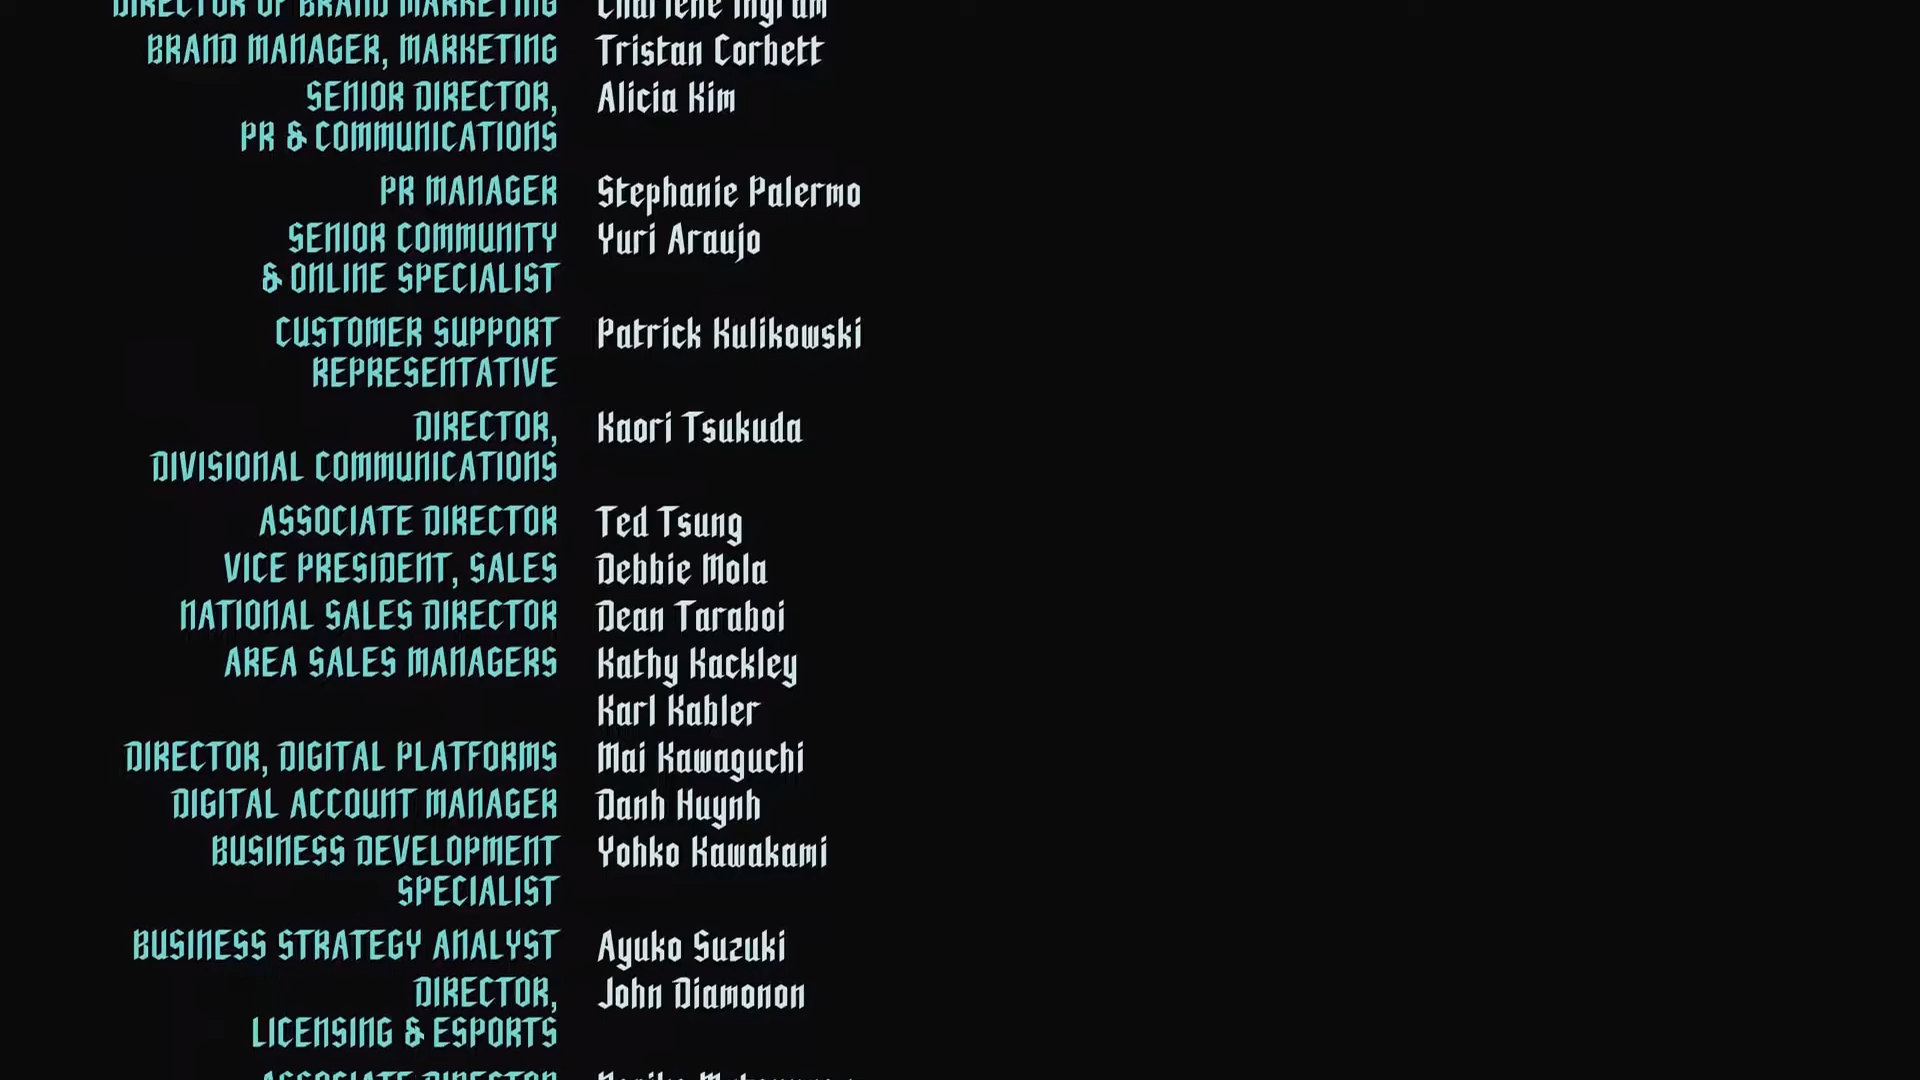 DIRECTOR OF BRAND MARKETING Charlene Ingram
BRAND MANAGER, MARKETING Tristan Corbett
SENIOR DIRECTOR, Alicia Kim
PR & COMMUNICATIONS
PR MANAGER Stephanie Palermo
SENIOR COMMUNITY Yuri Araujo
& ONLINE SPECIALIST
CUSTOMER SUPPORT Patrick Kulikowski
REPRESENTATIVE
DIRECTOR, Kaori Tsukuda
DIVISIONAL COMMUNICATIONS
ASSOCIATE DIRECTOR Ted Tsung
VICE PRESIDENT, SALES Debbie Mola
NATIONAL SALES DIRECTOR Dean Taraboi
AREA SALES MANAGERS Kathy Kackley
Karl Kabler
DIRECTOR, DIGITAL PLATFORMS Mai Kawaguchi
DIGITAL ACCOUNT MANAGER Danh Huynh
BUSINESS DEVELOPMENT Yohko Kawakami
SPECIALIST
BUSINESS STRATEGY ANALYST Ayuko Suzuki
DIRECTOR, John Diamonon
LICENSING & ESPORTS
ASSOCIATE DIRECTOR